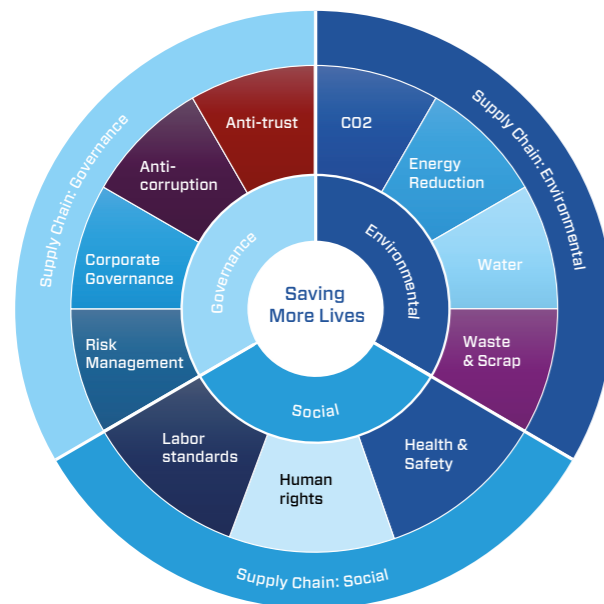 Supply Chain: Governance
Supply Chain: Environmental
Anti-trust
CO2
Anti-
corruption
Energy
Reduction
Corporate
Governance
Water
Risk
Management
Waste
& Scrap
Governance
Environmental
Saving
More Lives
Social
Labor
standards
Human
rights
Health &
Safety
Supply Chain: Social